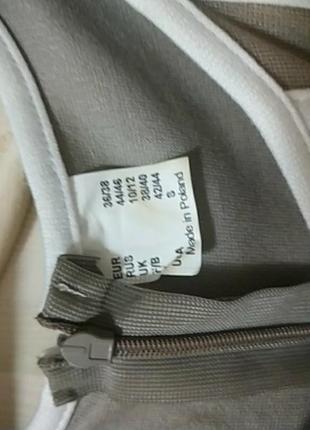 EUR 36/38
RUS 44/46
UK 10/12
F/B 38/40
42/44
S
Made in Poland